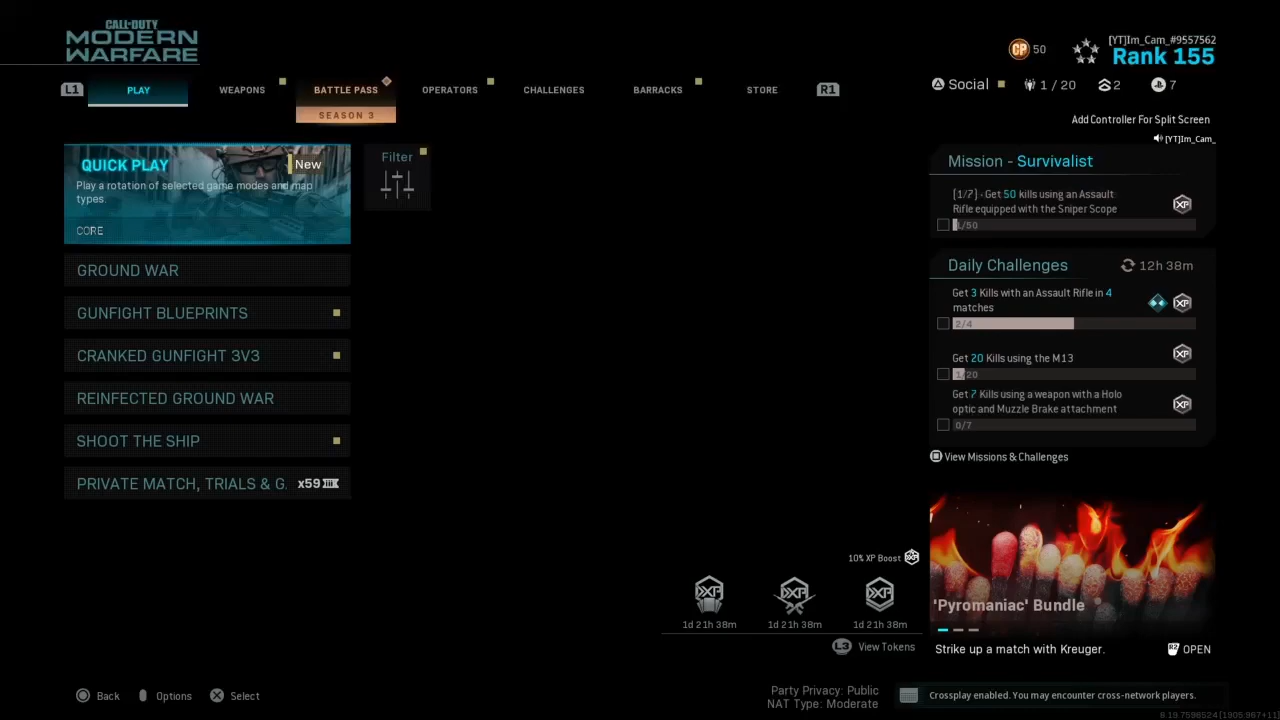 CALL·DUTY
MODERN
WARFARE
CP 50
[YT]Im_Cam_#9557562
Rank 155
L1
PLAY
WEAPONS
BATTLE PASS
SEASON 3
OPERATORS
CHALLENGES
BARRACKS
STORE
R1
Social
1 / 20
2
7
Add Controller For Split Screen
[YT]Im_Cam_
QUICK PLAY
New
Play a rotation of selected game modes and map
types.
CORE
Filter
GROUND WAR
GUNFIGHT BLUEPRINTS
CRANKED GUNFIGHT 3V3
REINFECTED GROUND WAR
SHOOT THE SHIP
PRIVATE MATCH, TRIALS & G. x59
Mission - Survivalist
[1/7] - Get 50 kills using an Assault
Rifle equipped with the Sniper Scope
XP
1/50
Daily Challenges
12h 38m
Get 3 Kills with an Assault Rifle in 4
matches
XP
2/4
Get 20 Kills using the M13
XP
1/20
Get 7 Kills using a weapon with a Holo
optic and Muzzle Brake attachment
XP
0/7
View Missions & Challenges
10% XP Boost
1d 21h 38m
1d 21h 38m
1d 21h 38m
L3 View Tokens
'Pyromaniac' Bundle
Strike up a match with Kreuger.
R2 OPEN
Back
Options
Select
Party Privacy: Public
NAT Type: Moderate
Crossplay enabled. You may encounter cross-network players.